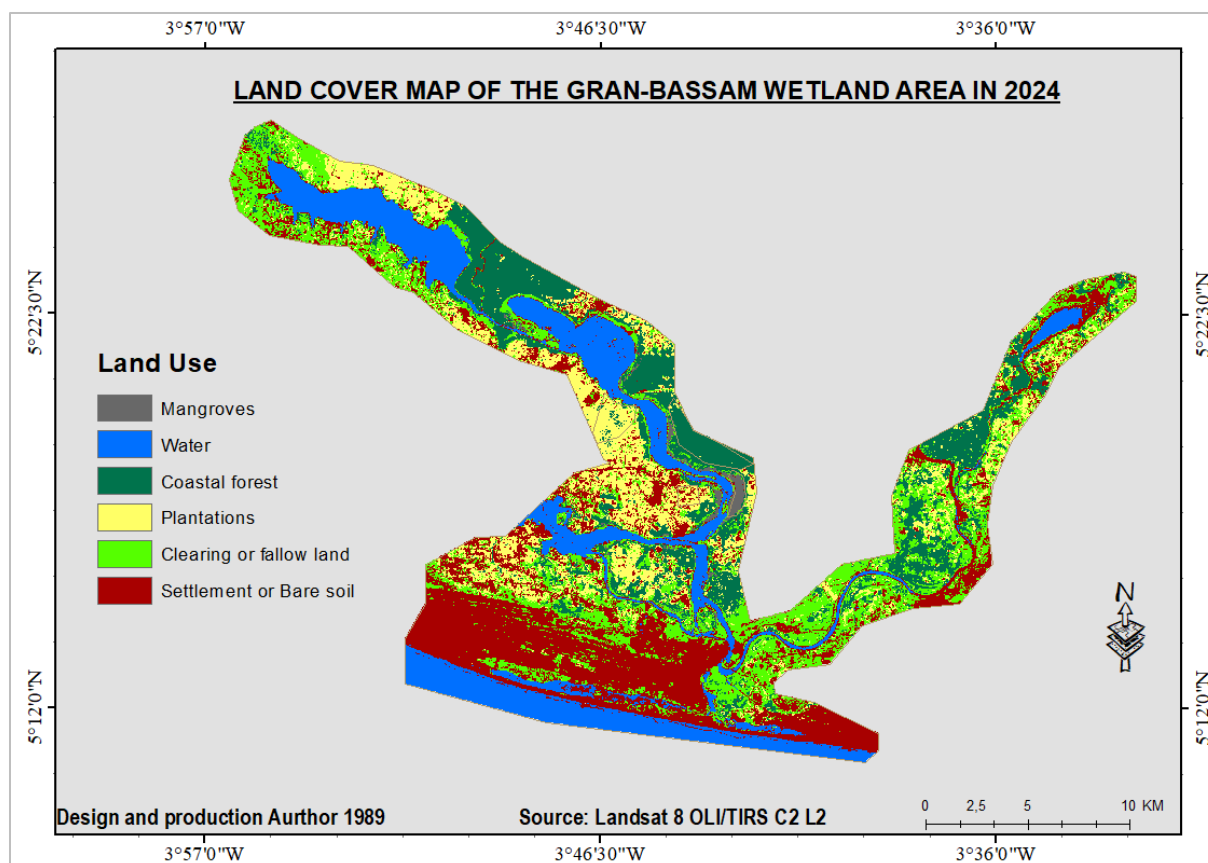 3°57'0"W 3°46'30"W 3°36'0"W
LAND COVER MAP OF THE GRAN-BASSAM WETLAND AREA IN 2024
5°22'30"N 5°22'30"N
Land Use
Mangroves
Water
Coastal forest
Plantations
Clearing or fallow land
Settlement or Bare soil
N
5°12'0"N 5°12'0"N
0 2,5 5 10 KM
Design and production Aurthor 1989 Source: Landsat 8 OLI/TIRS C2 L2
3°57'0"W 3°46'30"W 3°36'0"W